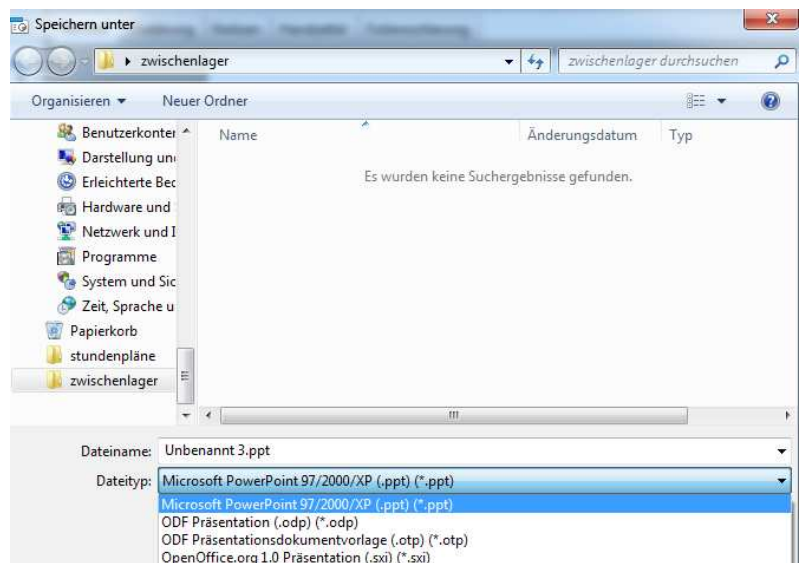 Speichern unter
zwischenlager
zwischenlager durchsuchen
Organisieren
Neuer Ordner
Benutzerkonter
Name
Änderungsdatum
Typ
Darstellung un
Es wurden keine Suchergebnisse gefunden.
Erleichterte Bec
Hardware und
Netzwerk und I
Programme
System und Sic
Zeit, Sprache u
Papierkorb
stundenpläne
zwischenlager
Dateiname: Unbenannt 3.ppt
Dateityp: Microsoft PowerPoint 97/2000/XP (.ppt) (*.ppt)
Microsoft PowerPoint 97/2000/XP (.ppt) (*.ppt)
ODF Präsentation (.odp) (*.odp)
ODF Präsentationsdokumentvorlage (.otp) (*.otp)
OpenOffice.org 1.0 Präsentation (.sxi) (*.sxi)